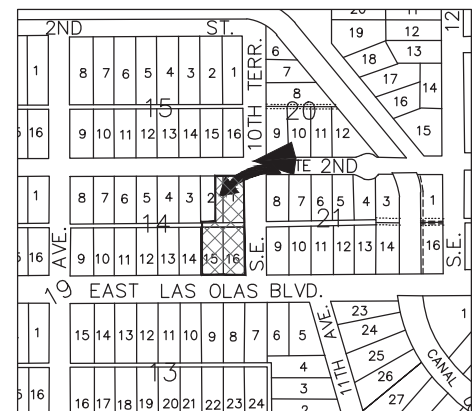 2ND ST.
20 11 12
19 12
1 8 7 6 5 4 3 2 1 6 18 13
7 17 14
15 8 16
20
16 9 10 11 12 13 14 15 16 10TH TERR. 9 10 11 12 15
TE 2ND
1 8 7 6 5 4 3 2 1 8 7 6 5 4 3 1
14 21
16 AVE. 9 10 11 12 13 14 15 16 S.E. 9 10 11 12 13 14 16 S.E.
19 EAST LAS OLAS BLVD.
1 15 14 13 12 11 10 9 8 7 6 5 11TH AVE. 23 1
24
13 4 25 CANAL
3 26
16 16 17 18 19 20 21 22 23 24 2 27